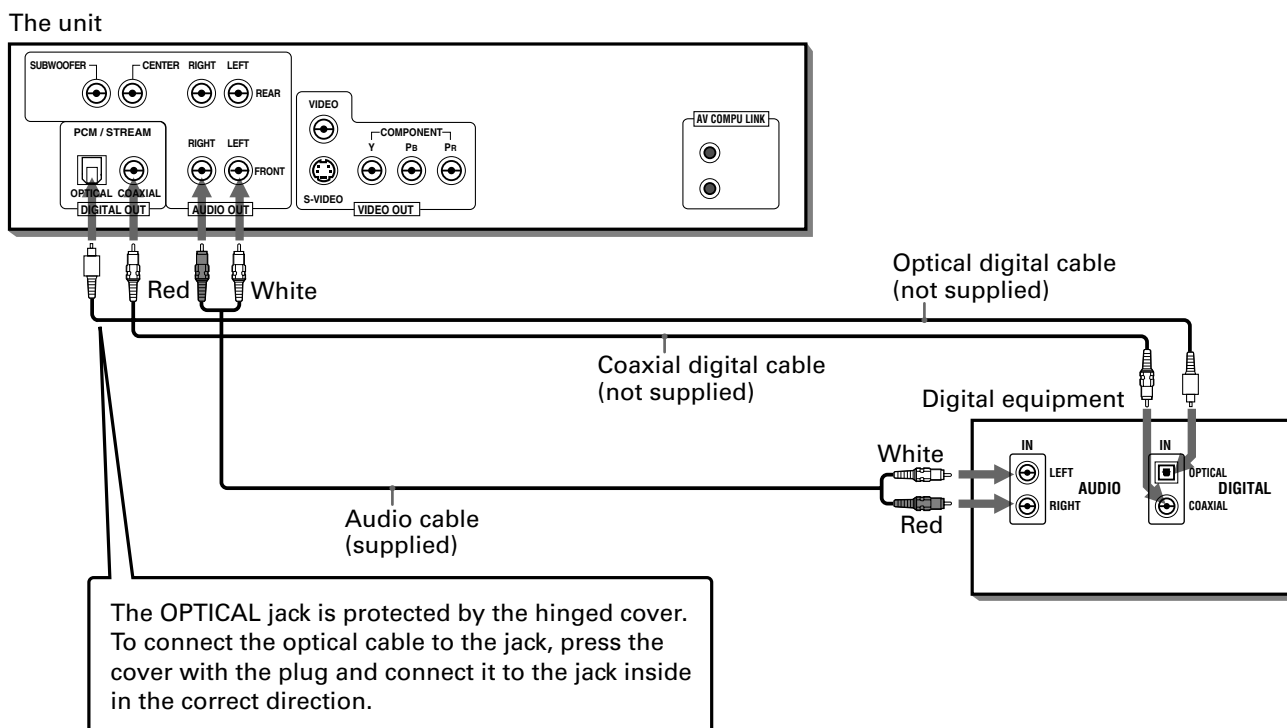 The unit
SUBWOOFER
CENTER
RIGHT LEFT
REAR
PCM / STREAM
RIGHT LEFT
FRONT
OPTICAL COAXIAL
DIGITAL OUT
AUDIO OUT
VIDEO
S-VIDEO
COMPONENT
Y PB PR
VIDEO OUT
AV COMPU LINK
Red
White
Optical digital cable
(not supplied)
Coaxial digital cable
(not supplied)
Digital equipment
White
Red
IN
LEFT
RIGHT
AUDIO
IN
OPTICAL
COAXIAL
DIGITAL
Audio cable
(supplied)
The OPTICAL jack is protected by the hinged cover.
To connect the optical cable to the jack, press the
cover with the plug and connect it to the jack inside
in the correct direction.